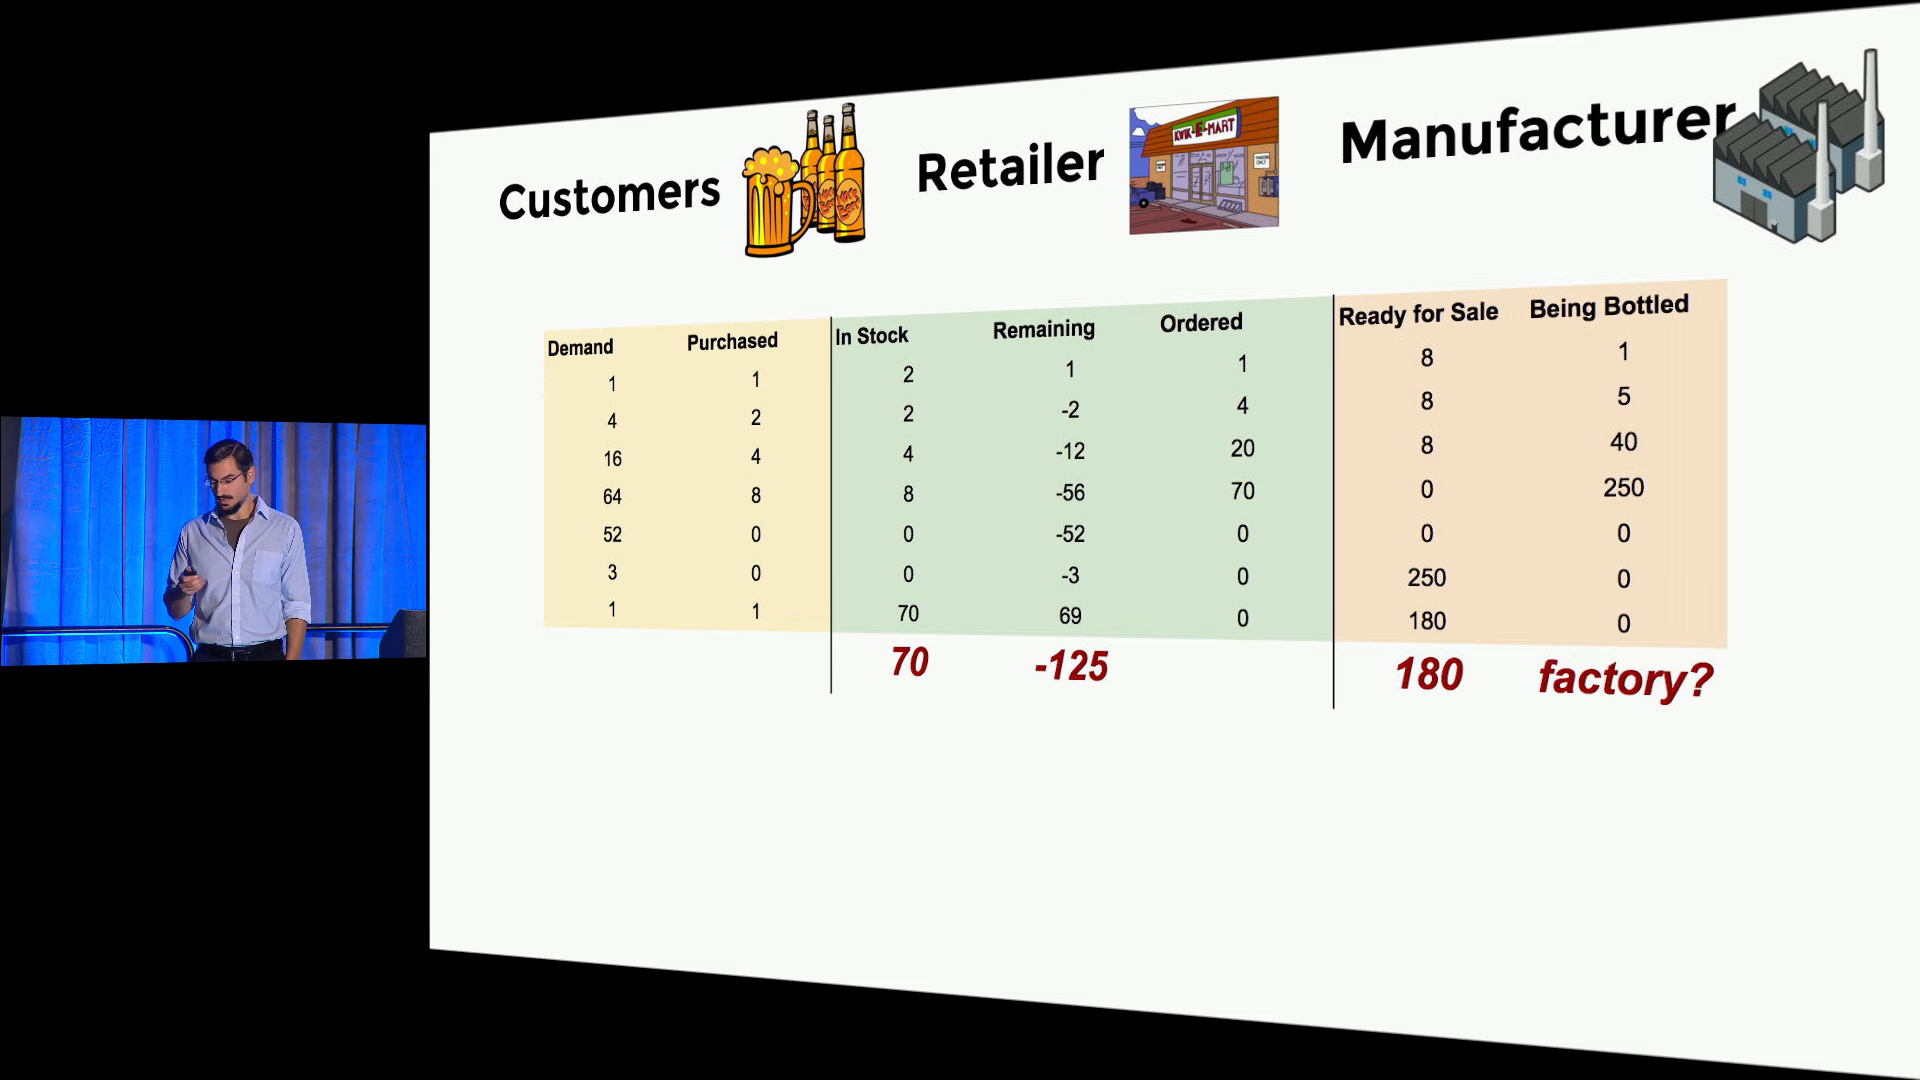 Customers Retailer Manufacturer
KWIK-E-MART
Demand Purchased In Stock Remaining Ordered Ready for Sale Being Bottled
1 1 2 1 1 8 1
4 2 2 -2 4 8 5
16 4 4 -12 20 8 40
64 8 8 -56 70 0 250
52 0 0 -52 0 0 0
3 0 0 -3 0 250 0
1 1 70 69 0 180 0
70 -125 180 factory?